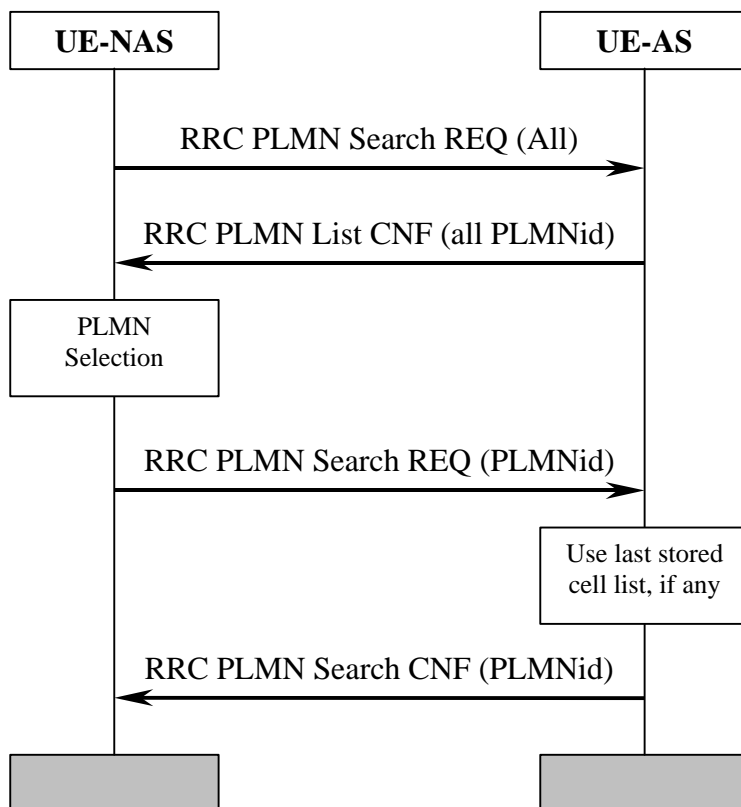 UE-NAS
UE-AS
RRC PLMN Search REQ (All)
RRC PLMN List CNF (all PLMNid)
PLMN
Selection
RRC PLMN Search REQ (PLMNid)
Use last stored
cell list, if any
RRC PLMN Search CNF (PLMNid)